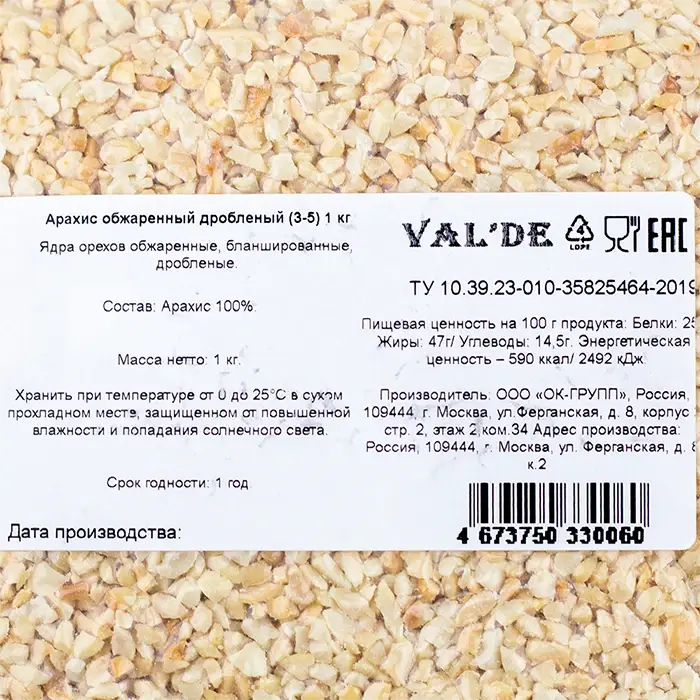 Арахис обжаренный дробленый (3-5) 1 кг
Ядра орехов обжаренные, бланшированные,
дробленые.
Состав: Арахис 100%
Масса нетто: 1 кг.
Хранить при температуре от 0 до 25°С в сухом
прохладном месте, защищенном от повышенной
влажности и попадания солнечного света.
Срок годности: 1 год
Дата производства:
VAL'DE
4
LDPE
EAC
ТУ 10.39.23-010-35825464-2019
Пищевая ценность на 100 г продукта: Белки:
Жиры: 47г/ Углеводы: 14,5г. Энергетическая
ценность – 590 ккал/ 2492 кДж.
Производитель: ООО «ОК-ГРУПП», Россия,
109444, г. Москва, ул.Ферганская, д. 8, корпус
стр. 2, этаж 2,ком.34 Адрес производства:
Россия, 109444, г. Москва, ул. Ферганская, д.
к.2
4 673750 330060